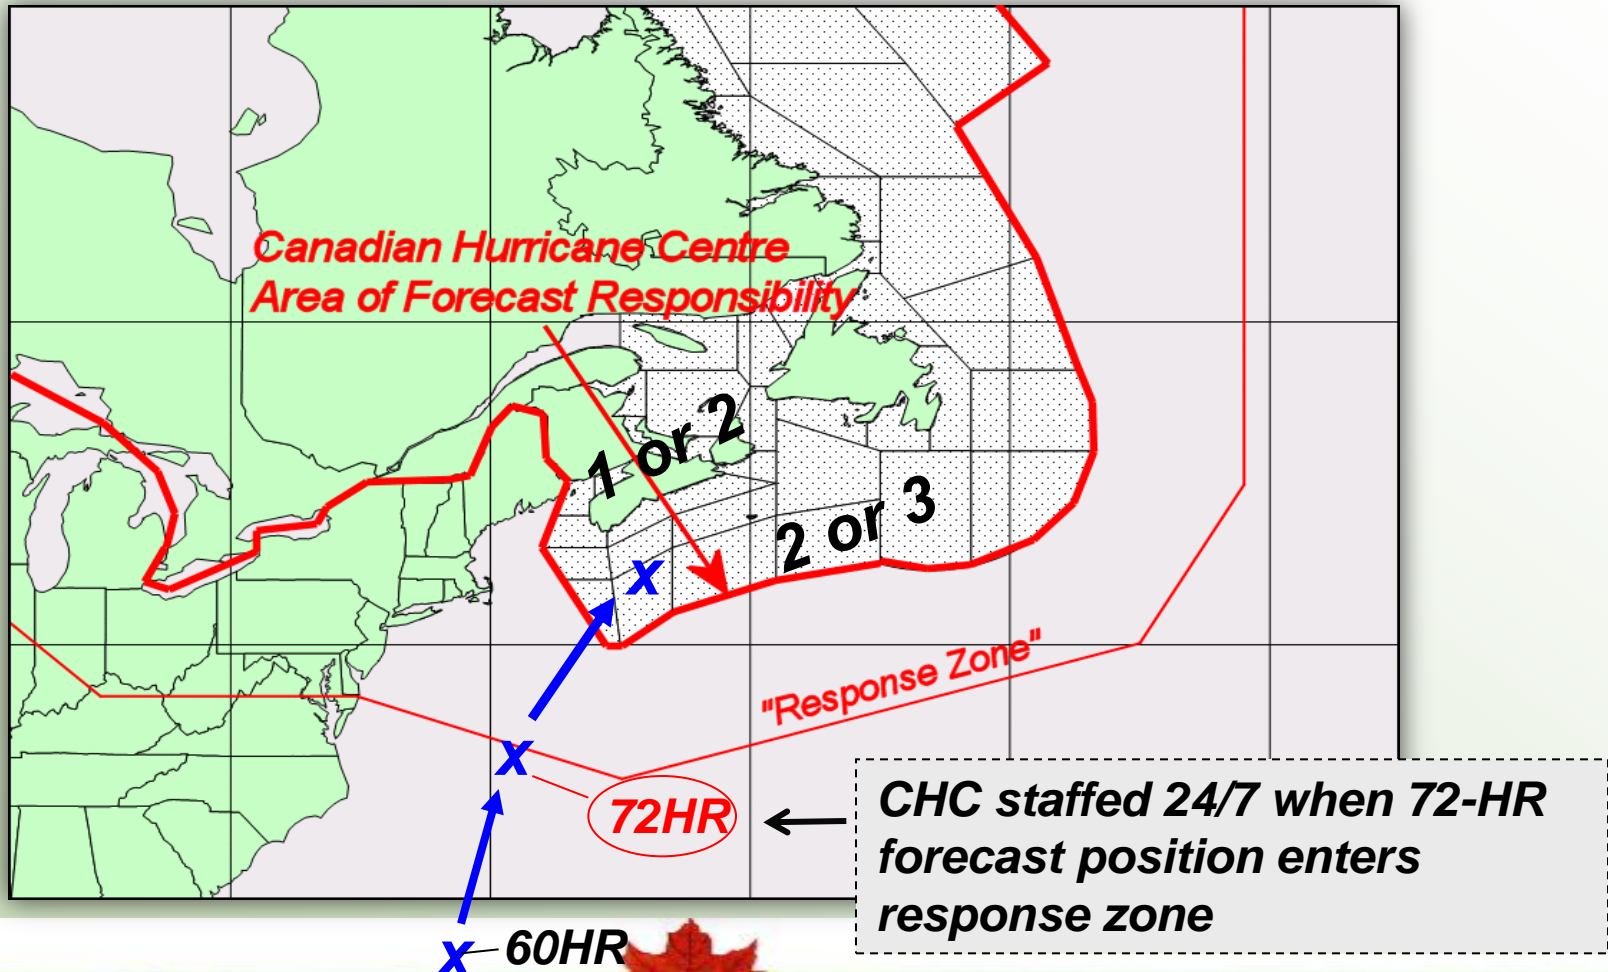 Canadian Hurricane Centre
Area of Forecast Responsibility
1 or 2
2 or 3
x
"Response Zone"
x
72HR
CHC staffed 24/7 when 72-HR
forecast position enters
response zone
x
60HR